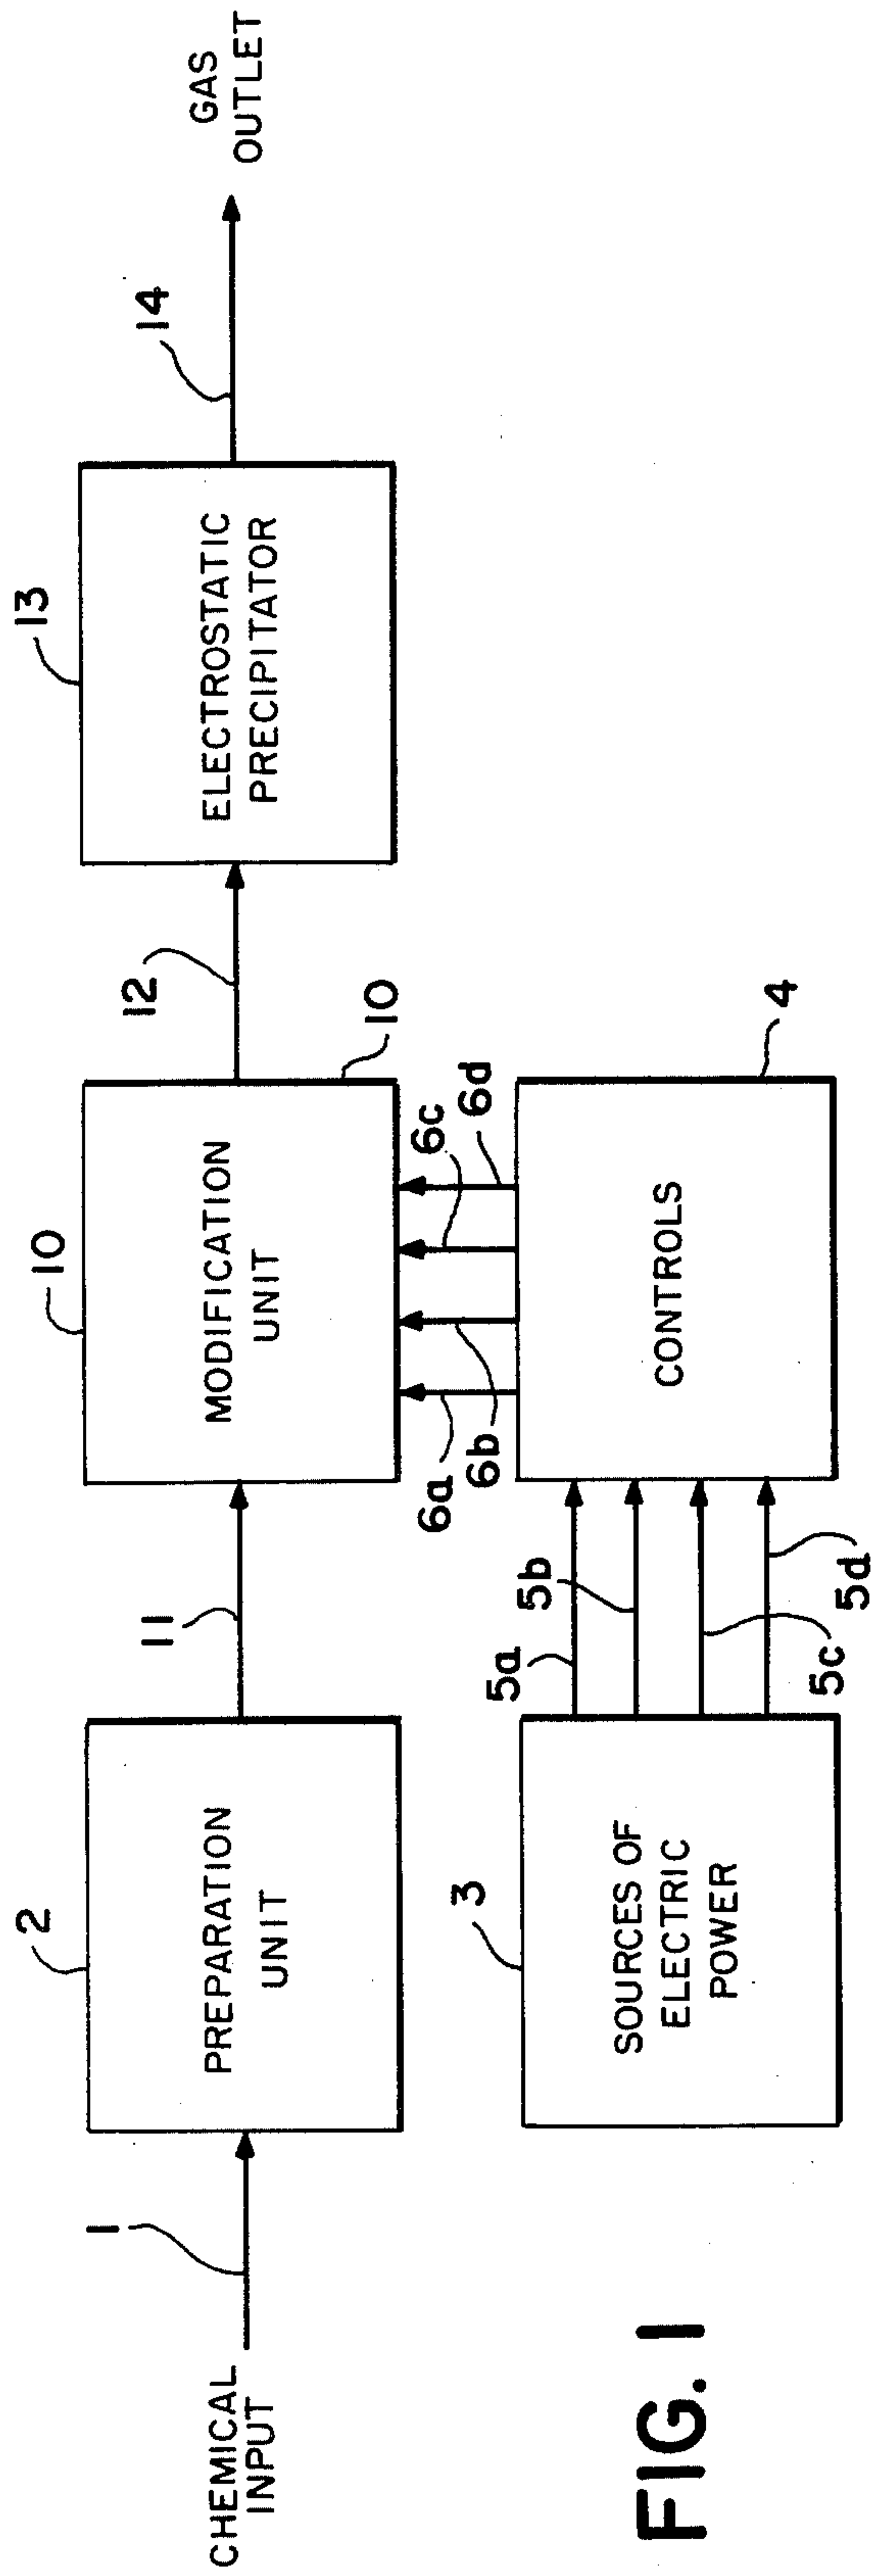 CHEMICAL
INPUT
1
2
PREPARATION
UNIT
11
10
MODIFICATION
UNIT
10
12
13
ELECTROSTATIC
PRECIPITATOR
14
GAS
OUTLET
3
SOURCES OF
ELECTRIC
POWER
5a
5b
5c
5d
6a
6b
6c
6d
CONTROLS
4
FIG. 1